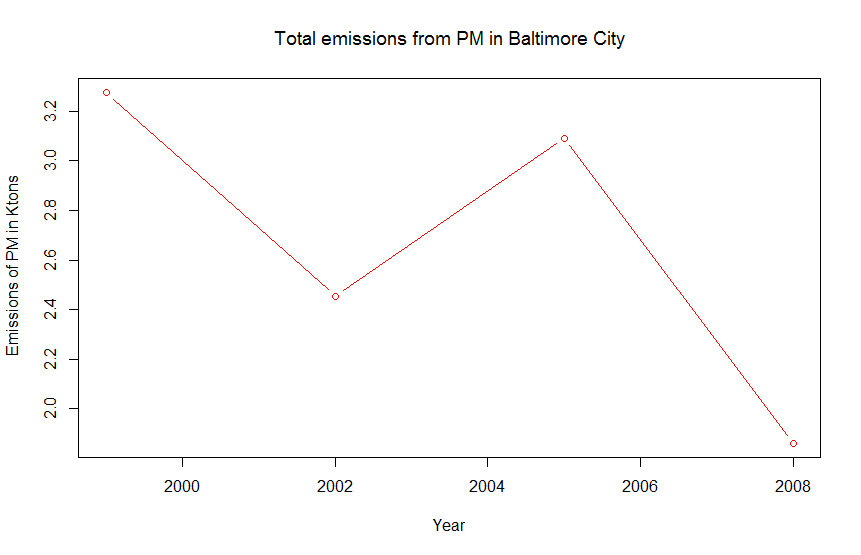 Total emissions from PM in Baltimore City
Emissions of PM in Ktons
3.2
3.0
2.8
2.6
2.4
2.2
2.0
2000 2002 2004 2006 2008
Year